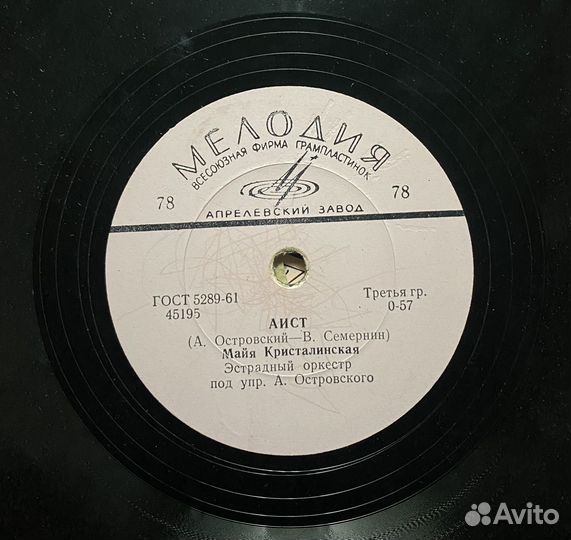 МЕЛОДИЯ
ВСЕСОЮЗНАЯ ФИРМА ГРАМПЛАСТИНОК
78
78
АПРЕЛЕВСКИЙ ЗАВОД
ГОСТ 5289-61
45195
Третья гр.
0-57
АИСТ
(А. Островский—В. Семернин)
Майя Кристалинская
Эстрадный оркестр
под упр. А. Островского
Avito